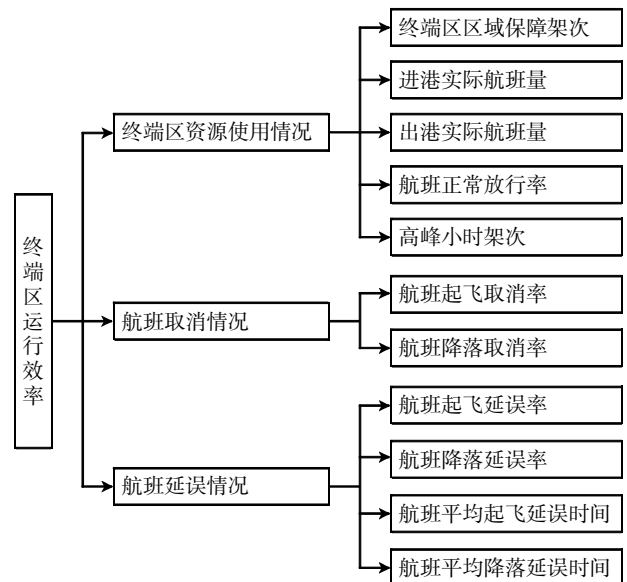 终端区运行效率
终端区资源使用情况
终端区区域保障架次
进港实际航班量
出港实际航班量
航班正常放行率
高峰小时架次
航班取消情况
航班起飞取消率
航班降落取消率
航班延误情况
航班起飞延误率
航班降落延误率
航班平均起飞延误时间
航班平均降落延误时间